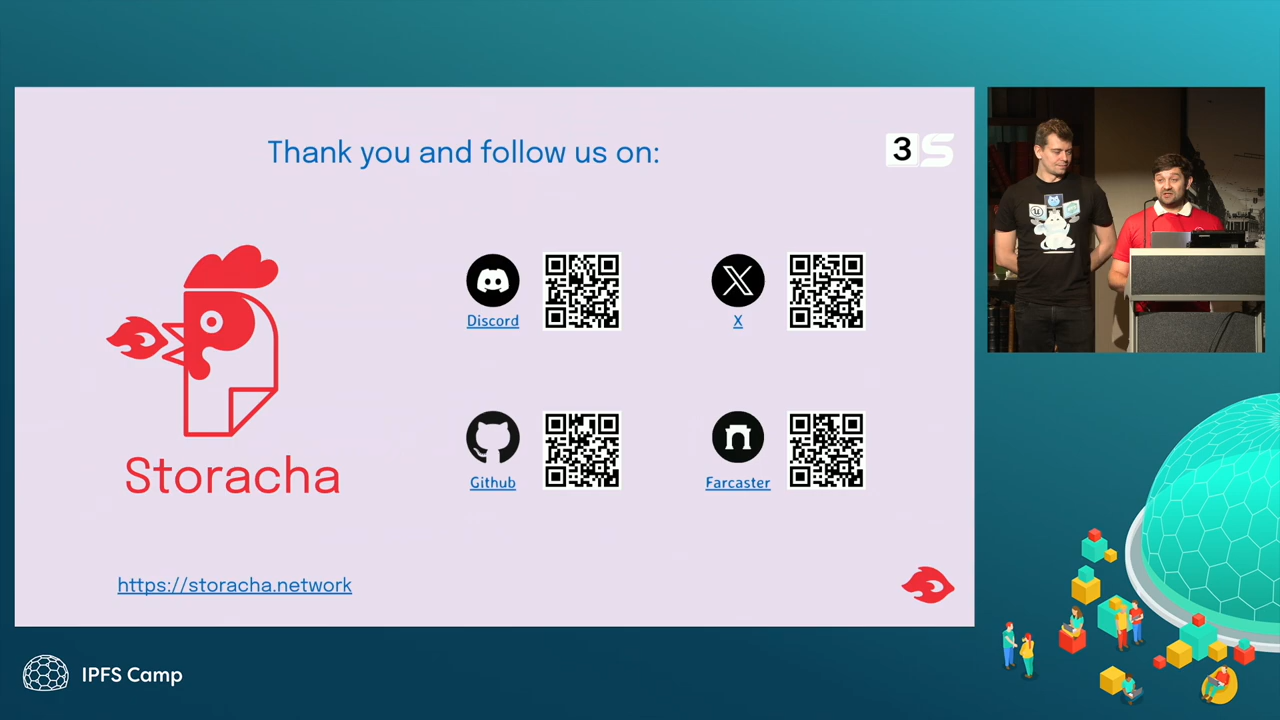 Thank you and follow us on:
3S
Discord
X
Github
Farcaster
Storacha
https://storacha.network
IPFS Camp